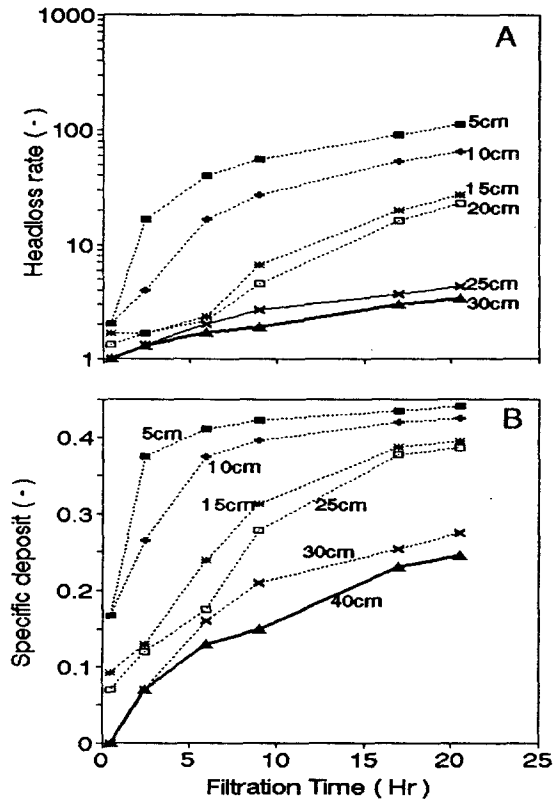 1000
A
Headloss rate ( - )
100
5cm
10cm
15cm
20cm
10
25cm
30cm
1
B
Specific deposit ( - )
0.4
5cm
10cm
15cm
25cm
0.3
30cm
0.2
40cm
0.1
0
0
5
10
15
20
25
Filtration Time ( Hr )